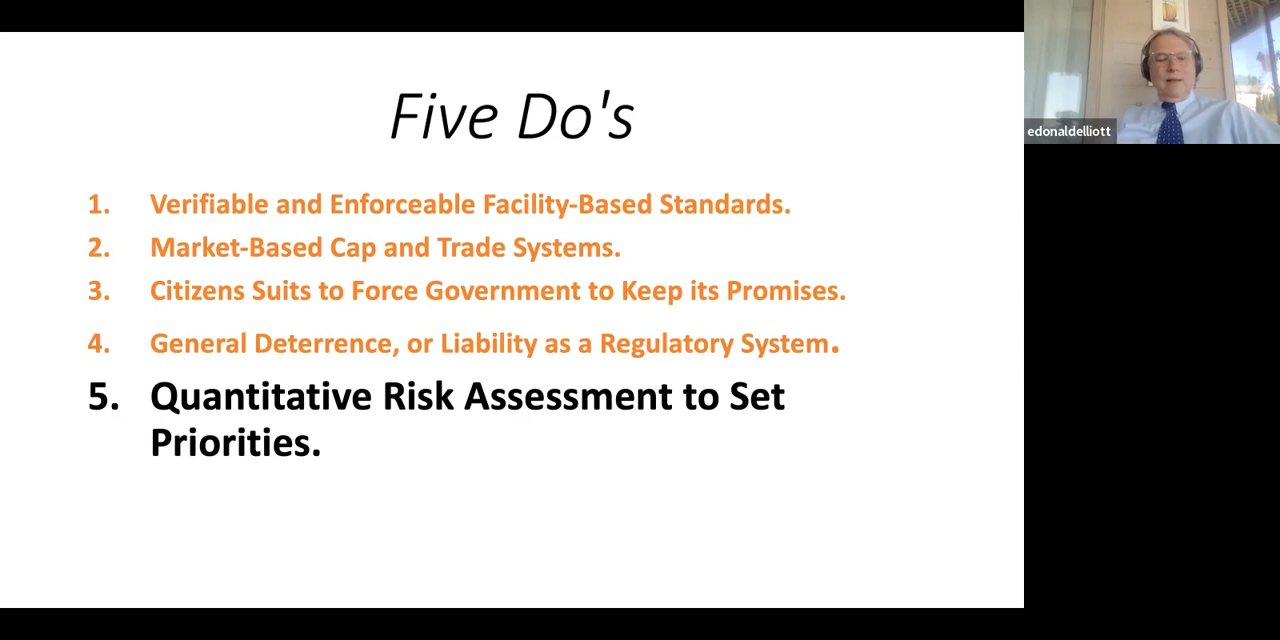 Five Do's
1. Verifiable and Enforceable Facility-Based Standards.
2. Market-Based Cap and Trade Systems.
3. Citizens Suits to Force Government to Keep its Promises.
4. General Deterrence, or Liability as a Regulatory System.
5. Quantitative Risk Assessment to Set
Priorities.
edonaldelliott